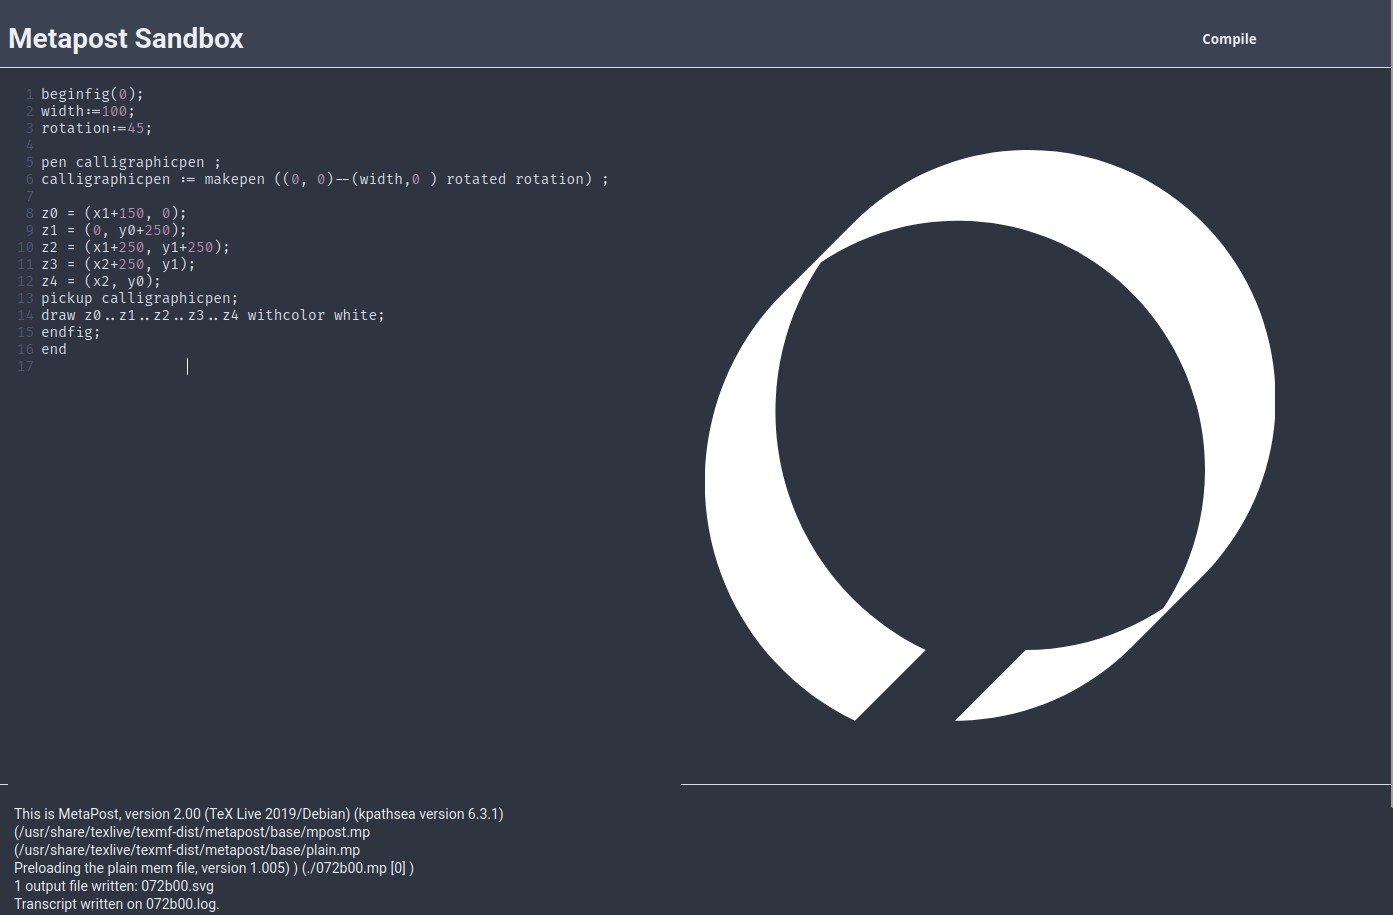 Metapost Sandbox
Compile
1 beginfig(0);
2 width:=100;
3 rotation:=45;
4
5 pen calligraphicpen ;
6 calligraphicpen := makepen ((0, 0)--(width,0 ) rotated rotation) ;
7
8 z0 = (x1+150, 0);
9 z1 = (0, y0+250);
10 z2 = (x1+250, y1+250);
11 z3 = (x2+250, y1);
12 z4 = (x2, y0);
13 pickup calligraphicpen;
14 draw z0..z1..z2..z3..z4 withcolor white;
15 endfig;
16 end
17
This is MetaPost, version 2.00 (TeX Live 2019/Debian) (kpathsea version 6.3.1)
(/usr/share/texlive/texmf-dist/metapost/base/mpost.mp
(/usr/share/texlive/texmf-dist/metapost/base/plain.mp
Preloading the plain mem file, version 1.005) ) (./072b00.mp [0] )
1 output file written: 072b00.svg
Transcript written on 072b00.log.